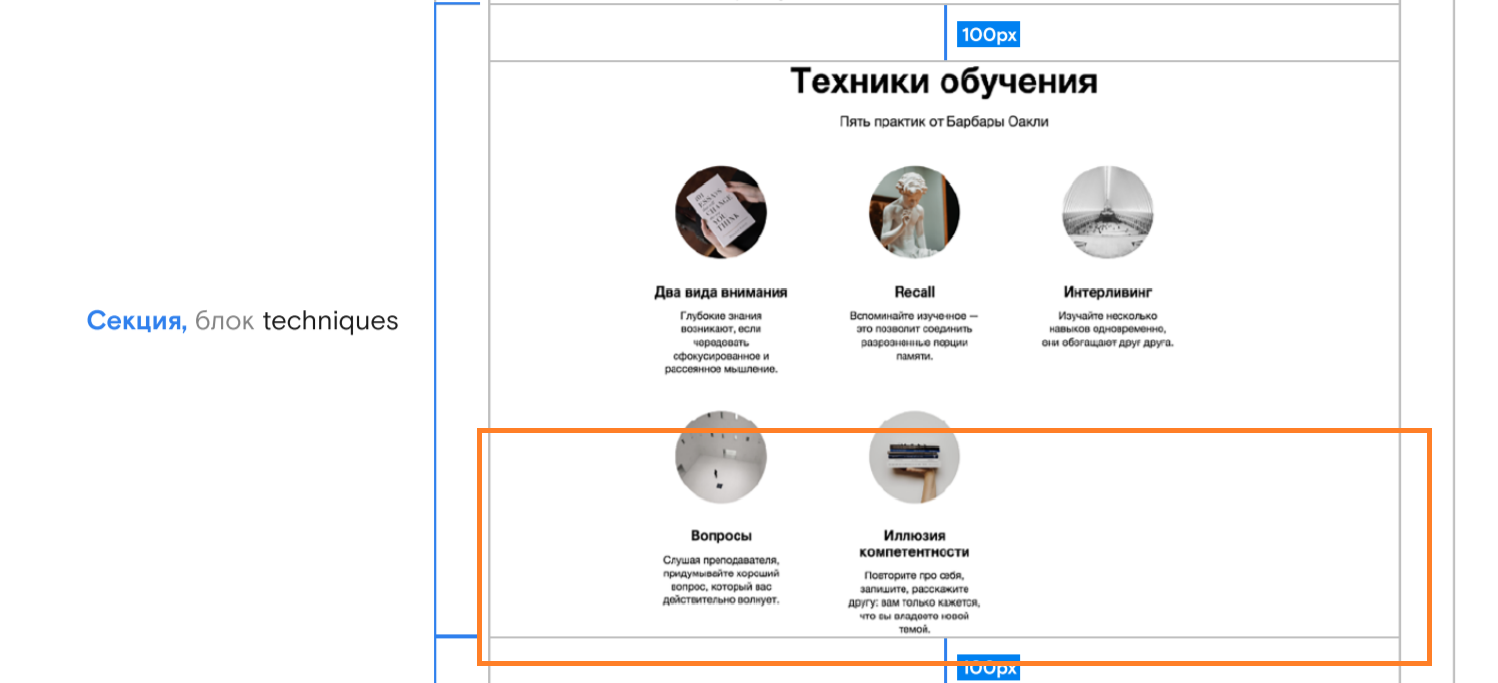 100px
Техники обучения
Пять практик от Барбары Оакли
Два вида внимания
Глубокие знания
возникают, если
чередовать
сфокусированное и
рассеянное мышление.
Recall
Вспоминайте изученное —
это позволит соединить
разрозненные порции
памяти.
Интерливинг
Изучайте несколько
навыков одновременно,
они обогащают друг друга.
Секция, блок techniques
Вопросы
Слушая преподавателя,
придумывайте хороший
вопрос, который вас
действительно волнует.
Иллюзия
компетентности
Повторите про себя,
запишите, расскажите
другу: вам только кажется,
что вы владеете новой
темой.
100px